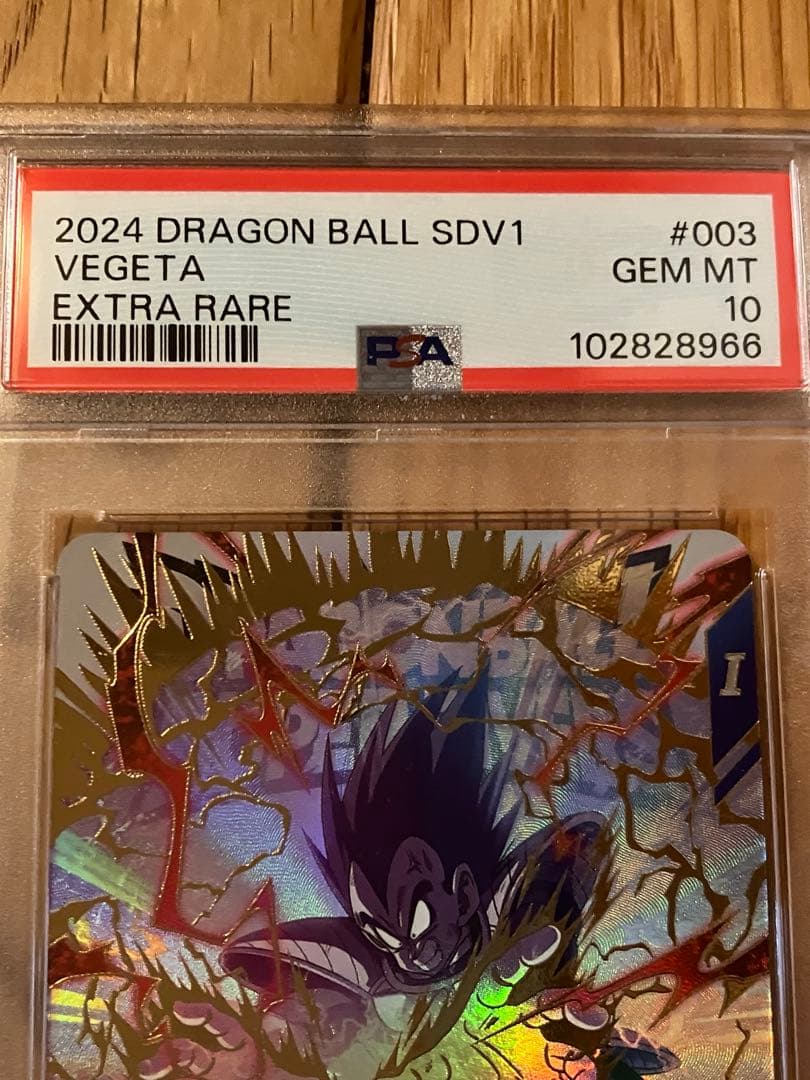 2024 DRAGON BALL SDV1 #003
VEGETA GEM MT
EXTRA RARE 10
PSA 102828966
I